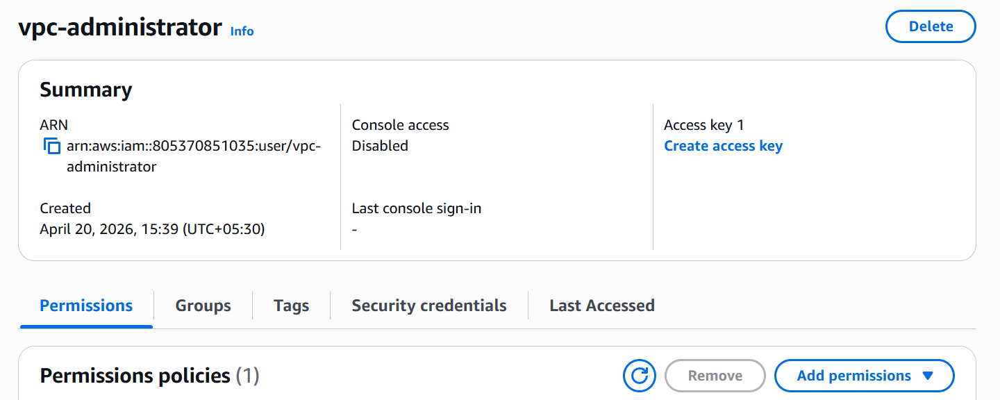 vpc-administrator Info
Delete
Summary
ARN
arn:aws:iam::805370851035:user/vpc-
administrator
Created
April 20, 2026, 15:39 (UTC+05:30)
Console access
Disabled
Last console sign-in
-
Access key 1
Create access key
Permissions
Groups
Tags
Security credentials
Last Accessed
Permissions policies (1)
Remove
Add permissions